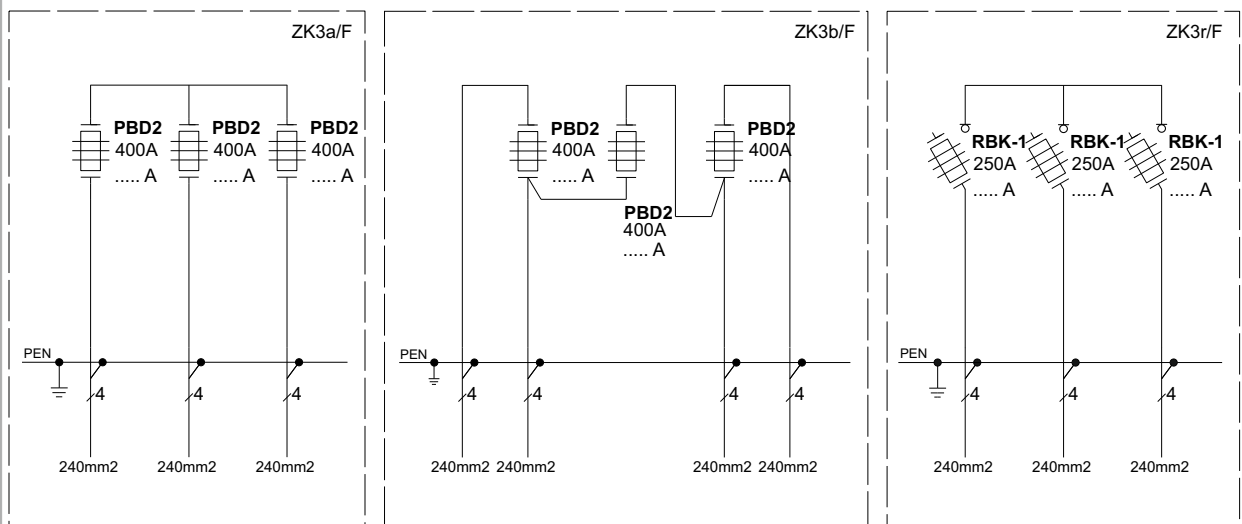 ZK3a/F
PBD2 PBD2 PBD2
400A 400A 400A
..... A ..... A ..... A
PEN
4 4 4
240mm2 240mm2 240mm2
ZK3b/F
PBD2 PBD2
400A 400A
..... A ..... A
PBD2
400A
..... A
PEN
4 4 4 4
240mm2 240mm2 240mm2 240mm2
ZK3r/F
RBK-1 RBK-1 RBK-1
250A 250A 250A
..... A ..... A ..... A
PEN
4 4 4
240mm2 240mm2 240mm2